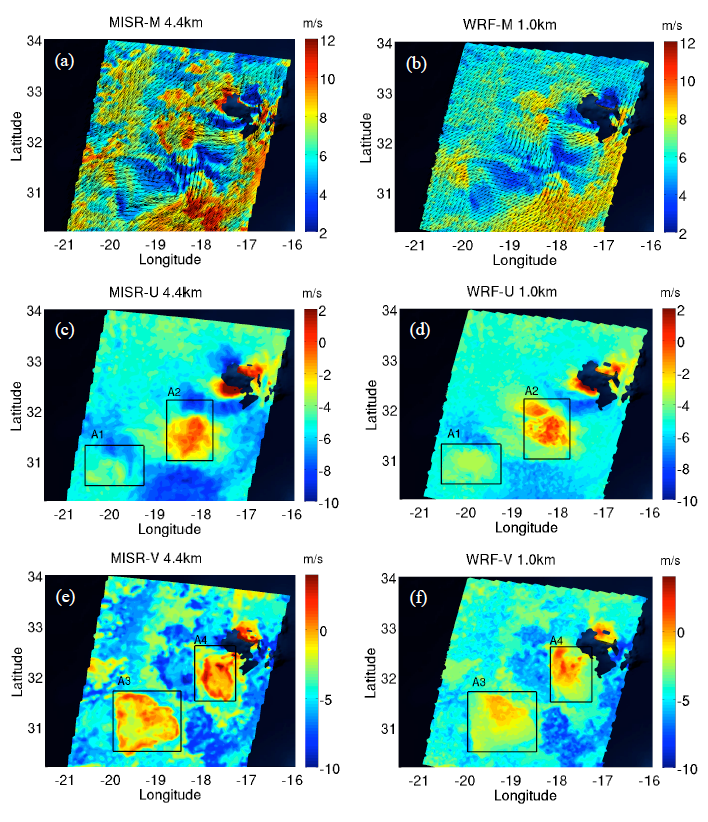 MISR-M 4.4km m/s WRF-M 1.0km m/s
(a) (b)
34 33 32 31
Latitude
-21 -20 -19 -18 -17 -16
Longitude
12 10 8 6 4 2
34 33 32 31
Latitude
-21 -20 -19 -18 -17 -16
Longitude
12 10 8 6 4 2
MISR-U 4.4km m/s WRF-U 1.0km m/s
(c) (d)
34 33 32 31
Latitude
A2
A1
-21 -20 -19 -18 -17 -16
Longitude
2 0 -2 -4 -6 -8 -10
34 33 32 31
Latitude
A2
A1
-21 -20 -19 -18 -17 -16
Longitude
2 0 -2 -4 -6 -8 -10
MISR-V 4.4km m/s WRF-V 1.0km m/s
(e) (f)
34 33 32 31
Latitude
A4
A3
-21 -20 -19 -18 -17 -16
Longitude
0 -5 -10
34 33 32 31
Latitude
A4
A3
-21 -20 -19 -18 -17 -16
Longitude
0 -5 -10